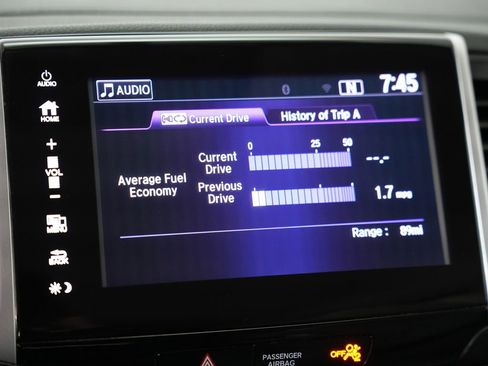 AUDIO
AUDIO
N
7:45
HOME
Current Drive
History of Trip A
VOL
0 25 50
Current
Drive
--.-
Average Fuel
Economy
Previous
Drive
1.7 mpg
MENU
BACK
Range : 89mi
PASSENGER
AIRBAG
OFF